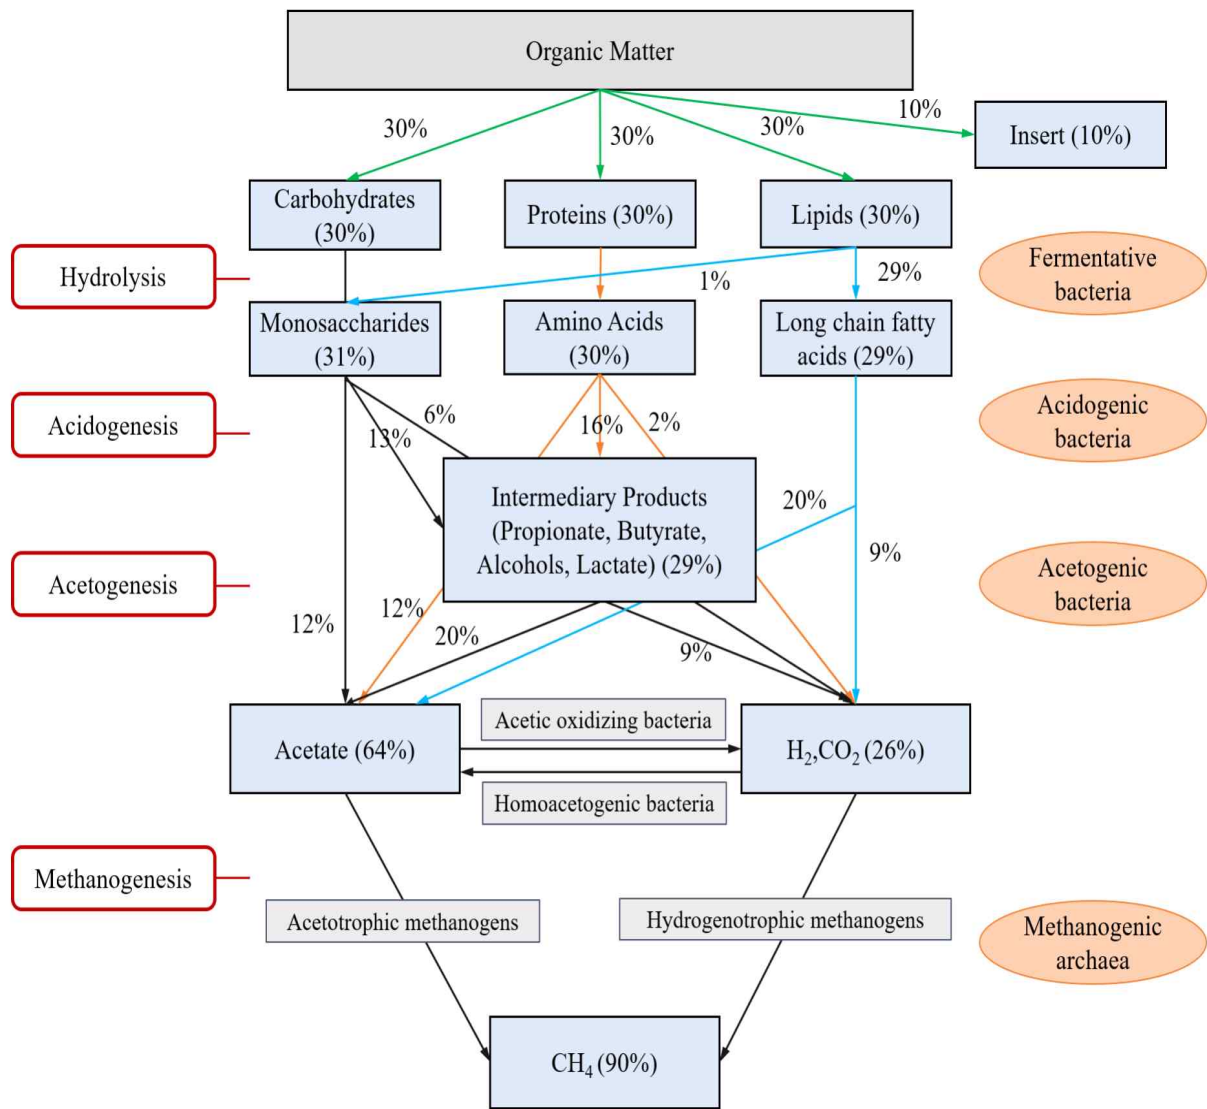 Organic Matter
10%
30%
30%
30%
Insert (10%)
Carbohydrates
(30%)
Proteins (30%)
Lipids (30%)
Hydrolysis
1%
29%
Fermentative
bacteria
Monosaccharides
(31%)
Amino Acids
(30%)
Long chain fatty
acids (29%)
Acidogenesis
6%
13%
16%
2%
Acidogenic
bacteria
Intermediary Products
(Propionate, Butyrate,
Alcohols, Lactate) (29%)
20%
9%
Acetogenesis
Acetogenic
bacteria
12%
12%
20%
9%
Acetate (64%)
Acetic oxidizing bacteria
Homoacetogenic bacteria
H₂,CO₂ (26%)
Methanogenesis
Acetotrophic methanogens
Hydrogenotrophic methanogens
Methanogenic
archaea
CH₄ (90%)